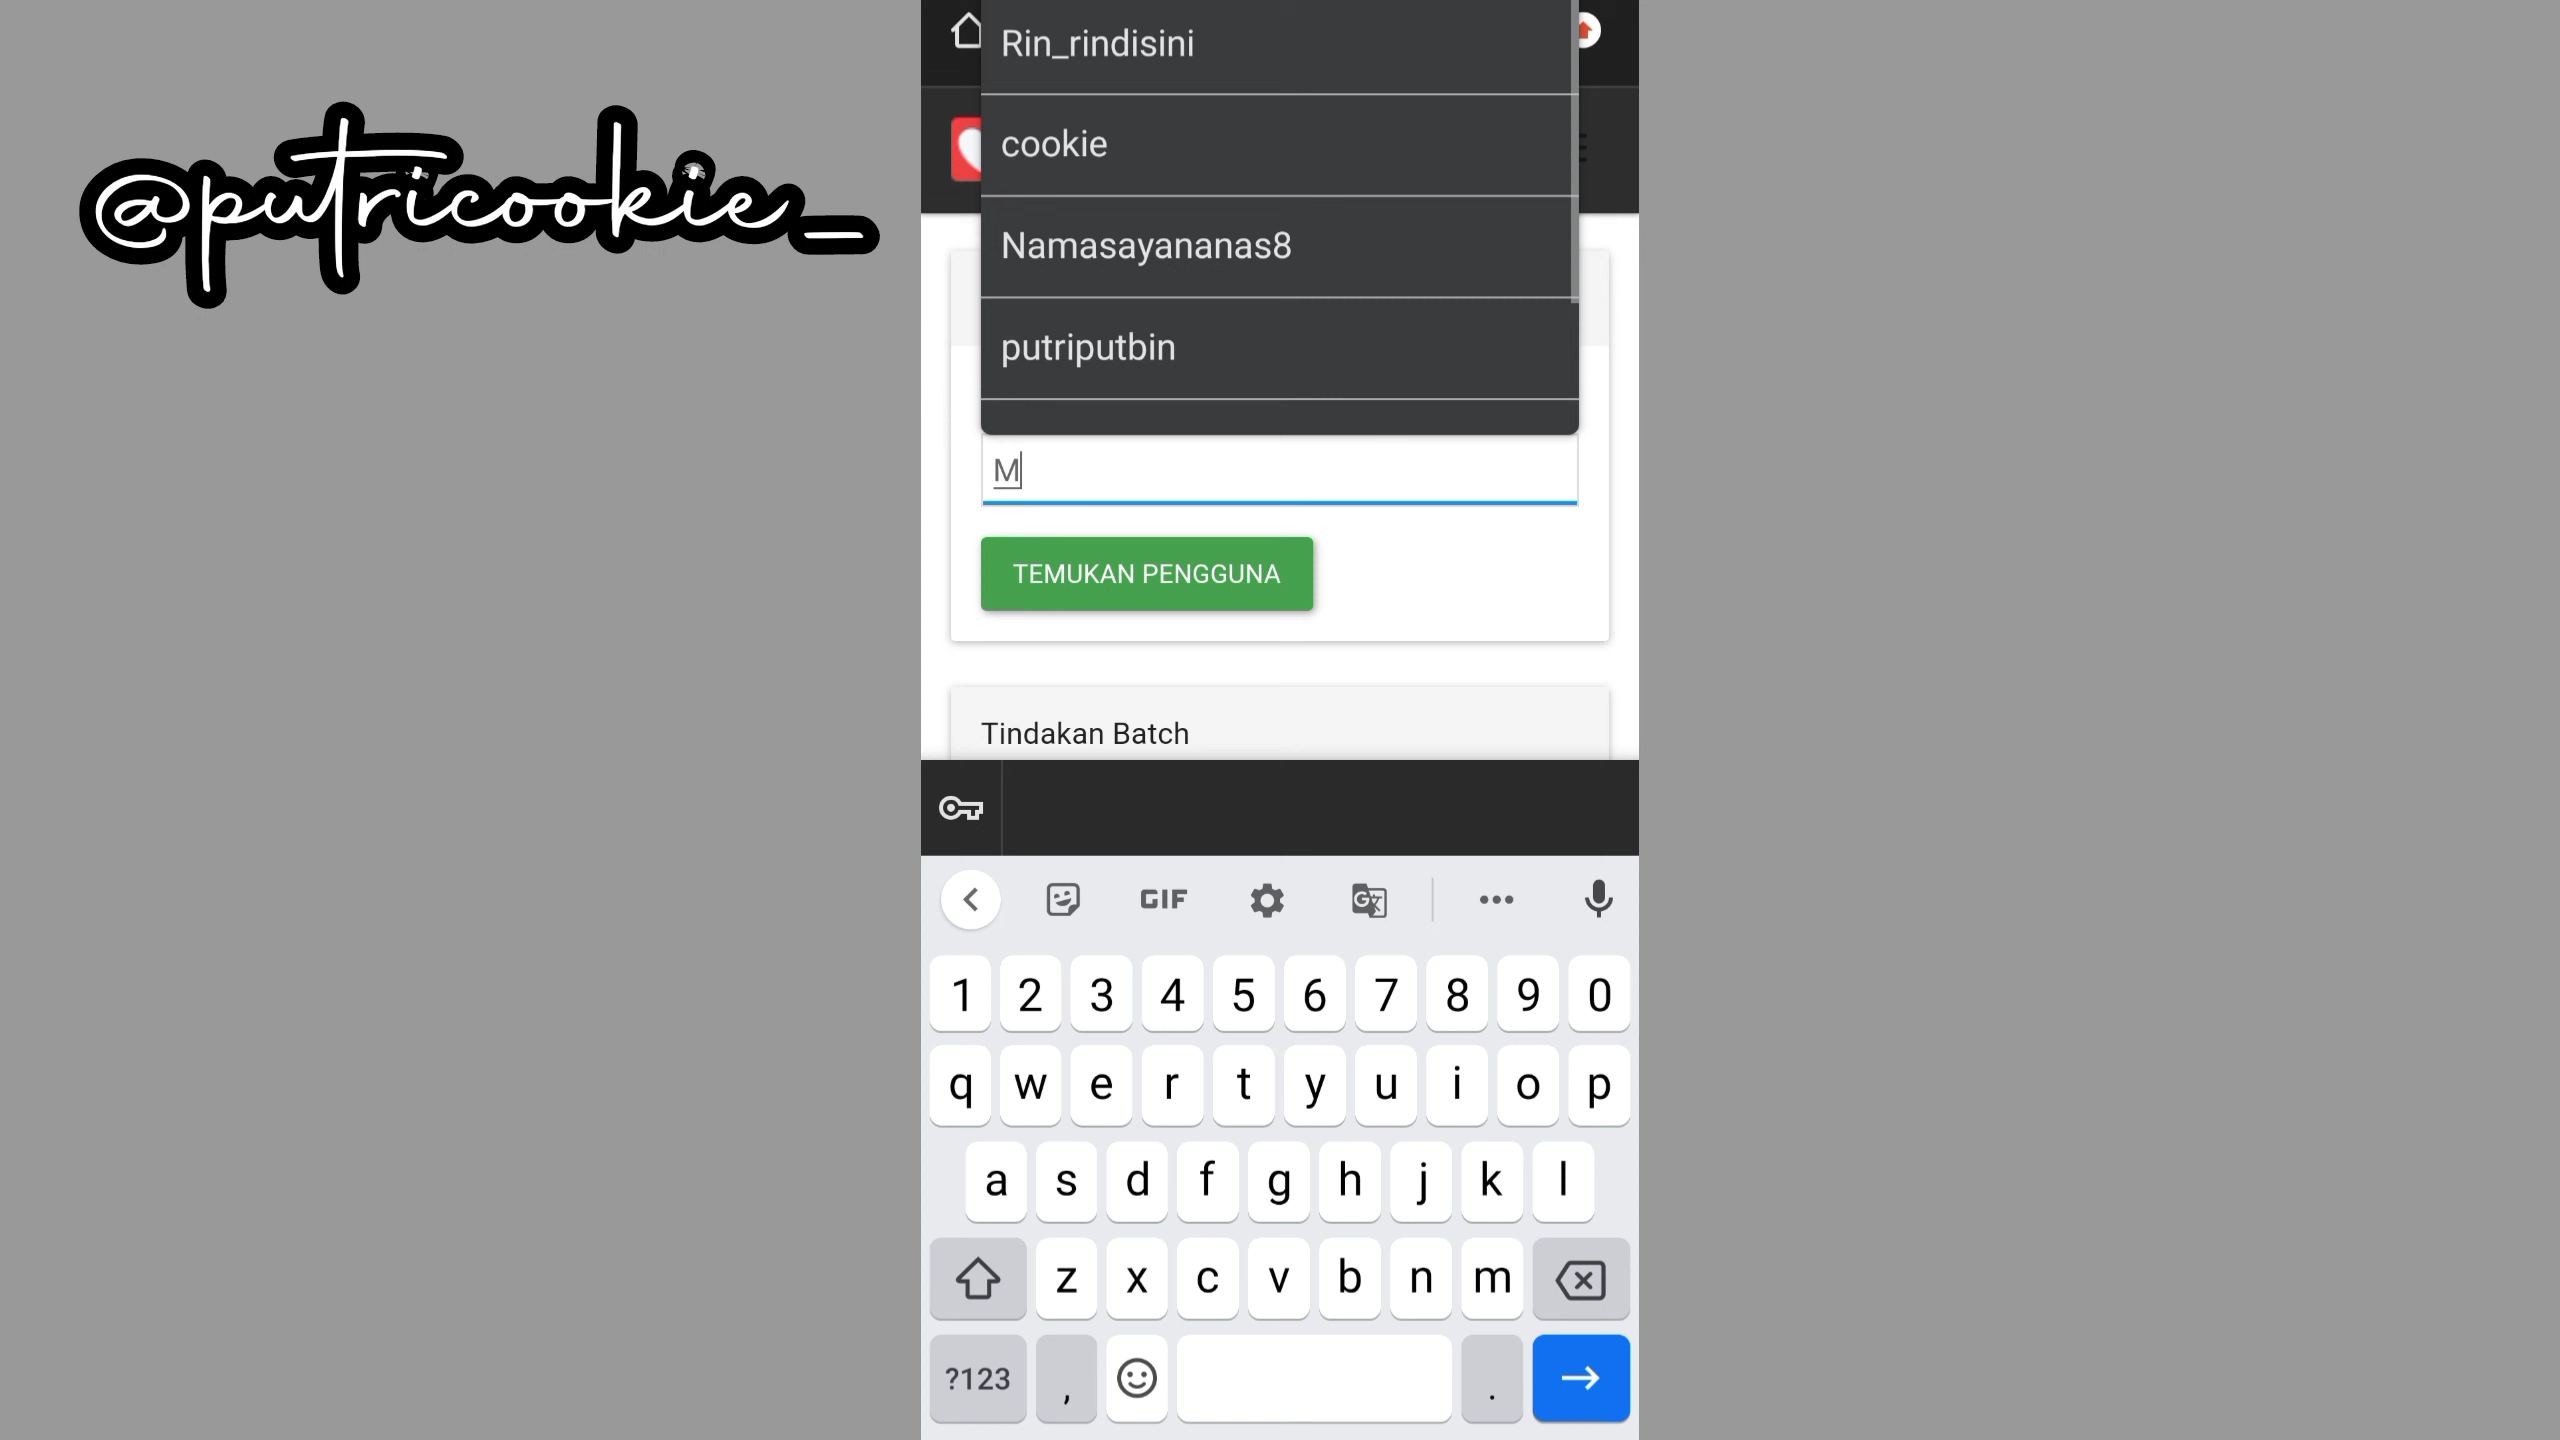 @putricookie_
Rin_rindisini
cookie
Namasayananas8
putriputbin
M
TEMUKAN PENGGUNA
Tindakan Batch
GIF
1 2 3 4 5 6 7 8 9 0
q w e r t y u i o p
a s d f g h j k l
z x c v b n m
?123 , .